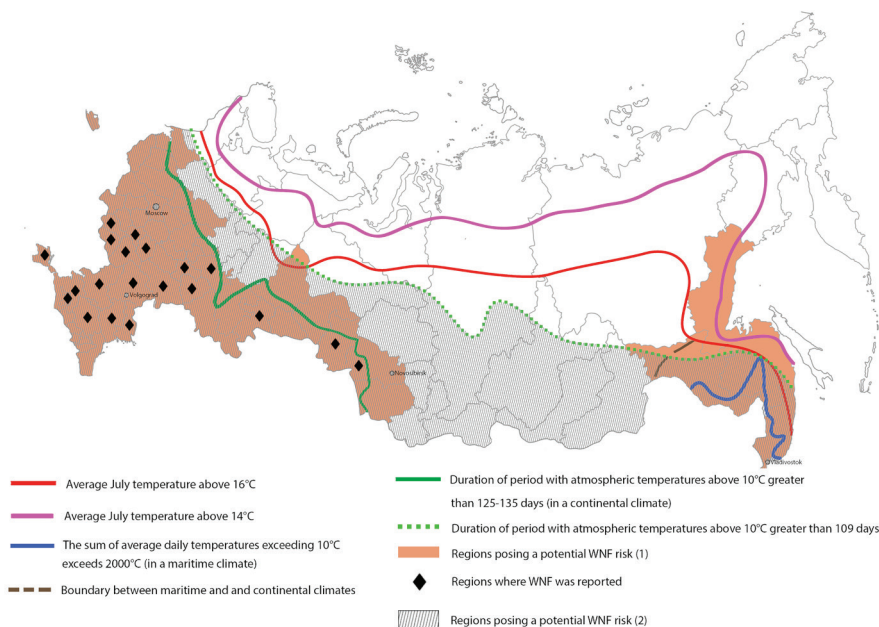 Moscow
Volgograd
Novosibirsk
Vladivostok
Average July temperature above 16°C
Average July temperature above 14°C
The sum of average daily temperatures exceeding 10°C
exceeds 2000°C (in a maritime climate)
Boundary between maritime and and continental climates
Duration of period with atmospheric temperatures above 10°C greater
than 125-135 days (in a continental climate)
Duration of period with atmospheric temperatures above 10°C greater than 109 days
Regions posing a potential WNF risk (1)
Regions where WNF was reported
Regions posing a potential WNF risk (2)